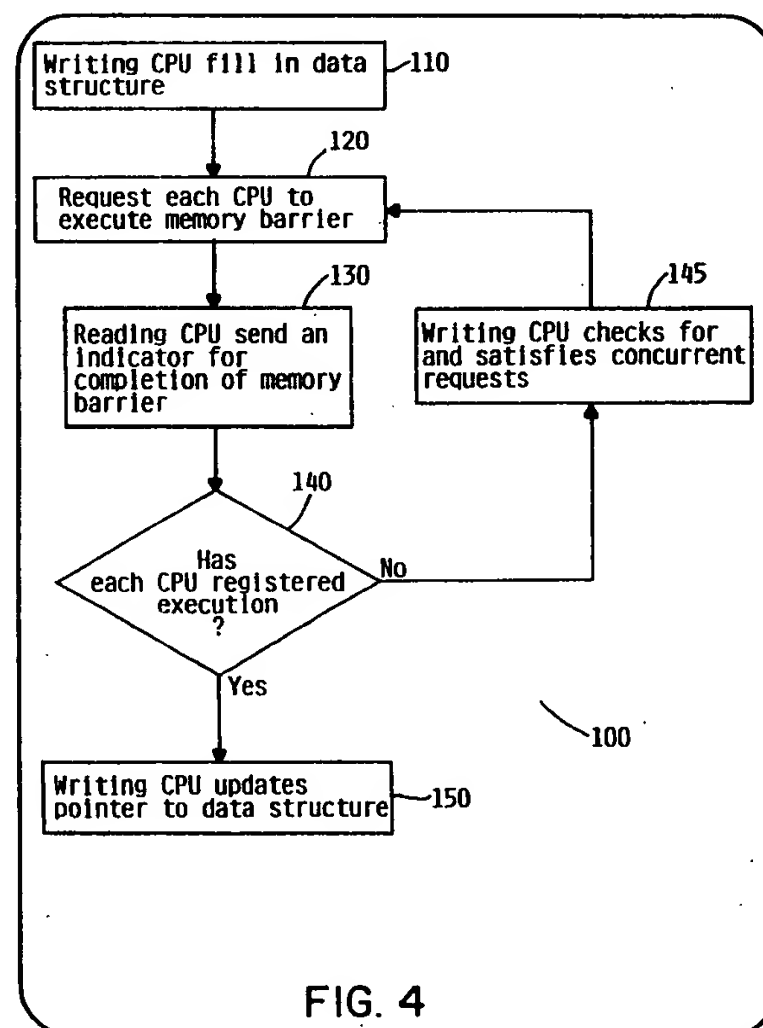 Writing CPU fill in data
structure
110
120
Request each CPU to
execute memory barrier
130
Reading CPU send an
indicator for
completion of memory
barrier
145
Writing CPU checks for
and satisfies concurrent
requests
140
Has
each CPU registered
execution
?
No
Yes
100
Writing CPU updates
pointer to data structure
150
FIG. 4